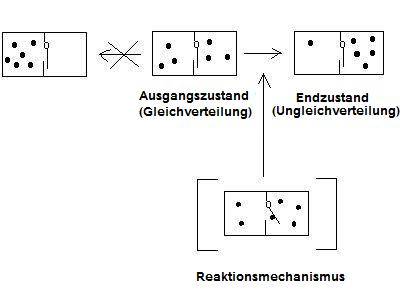 Ausgangszustand
(Gleichverteilung)
Endzustand
(Ungleichverteilung)
Reaktionsmechanismus